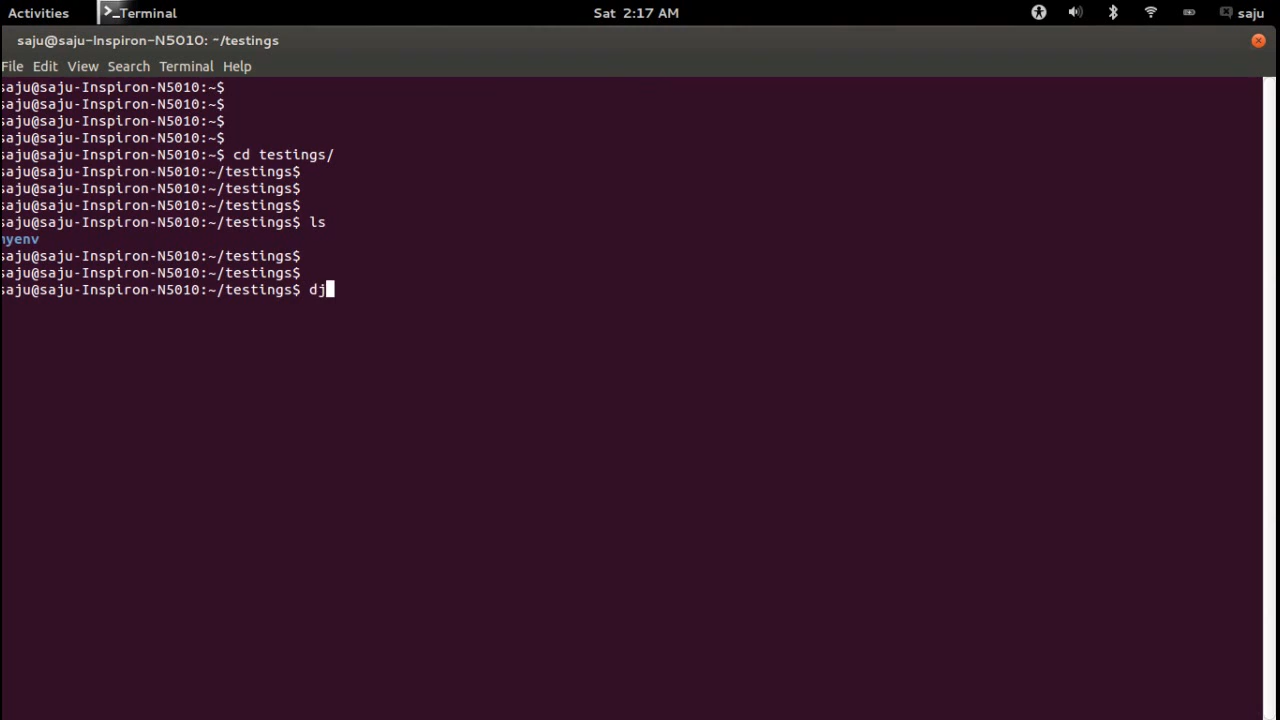 Activities >_Terminal Sat 2:17 AM saju
saju@saju-Inspiron-N5010: ~/testings
File Edit View Search Terminal Help
saju@saju-Inspiron-N5010:~$
saju@saju-Inspiron-N5010:~$
saju@saju-Inspiron-N5010:~$
saju@saju-Inspiron-N5010:~$
saju@saju-Inspiron-N5010:~$ cd testings/
saju@saju-Inspiron-N5010:~/testings$
saju@saju-Inspiron-N5010:~/testings$
saju@saju-Inspiron-N5010:~/testings$
saju@saju-Inspiron-N5010:~/testings$ ls
myenv
saju@saju-Inspiron-N5010:~/testings$
saju@saju-Inspiron-N5010:~/testings$
saju@saju-Inspiron-N5010:~/testings$ dj